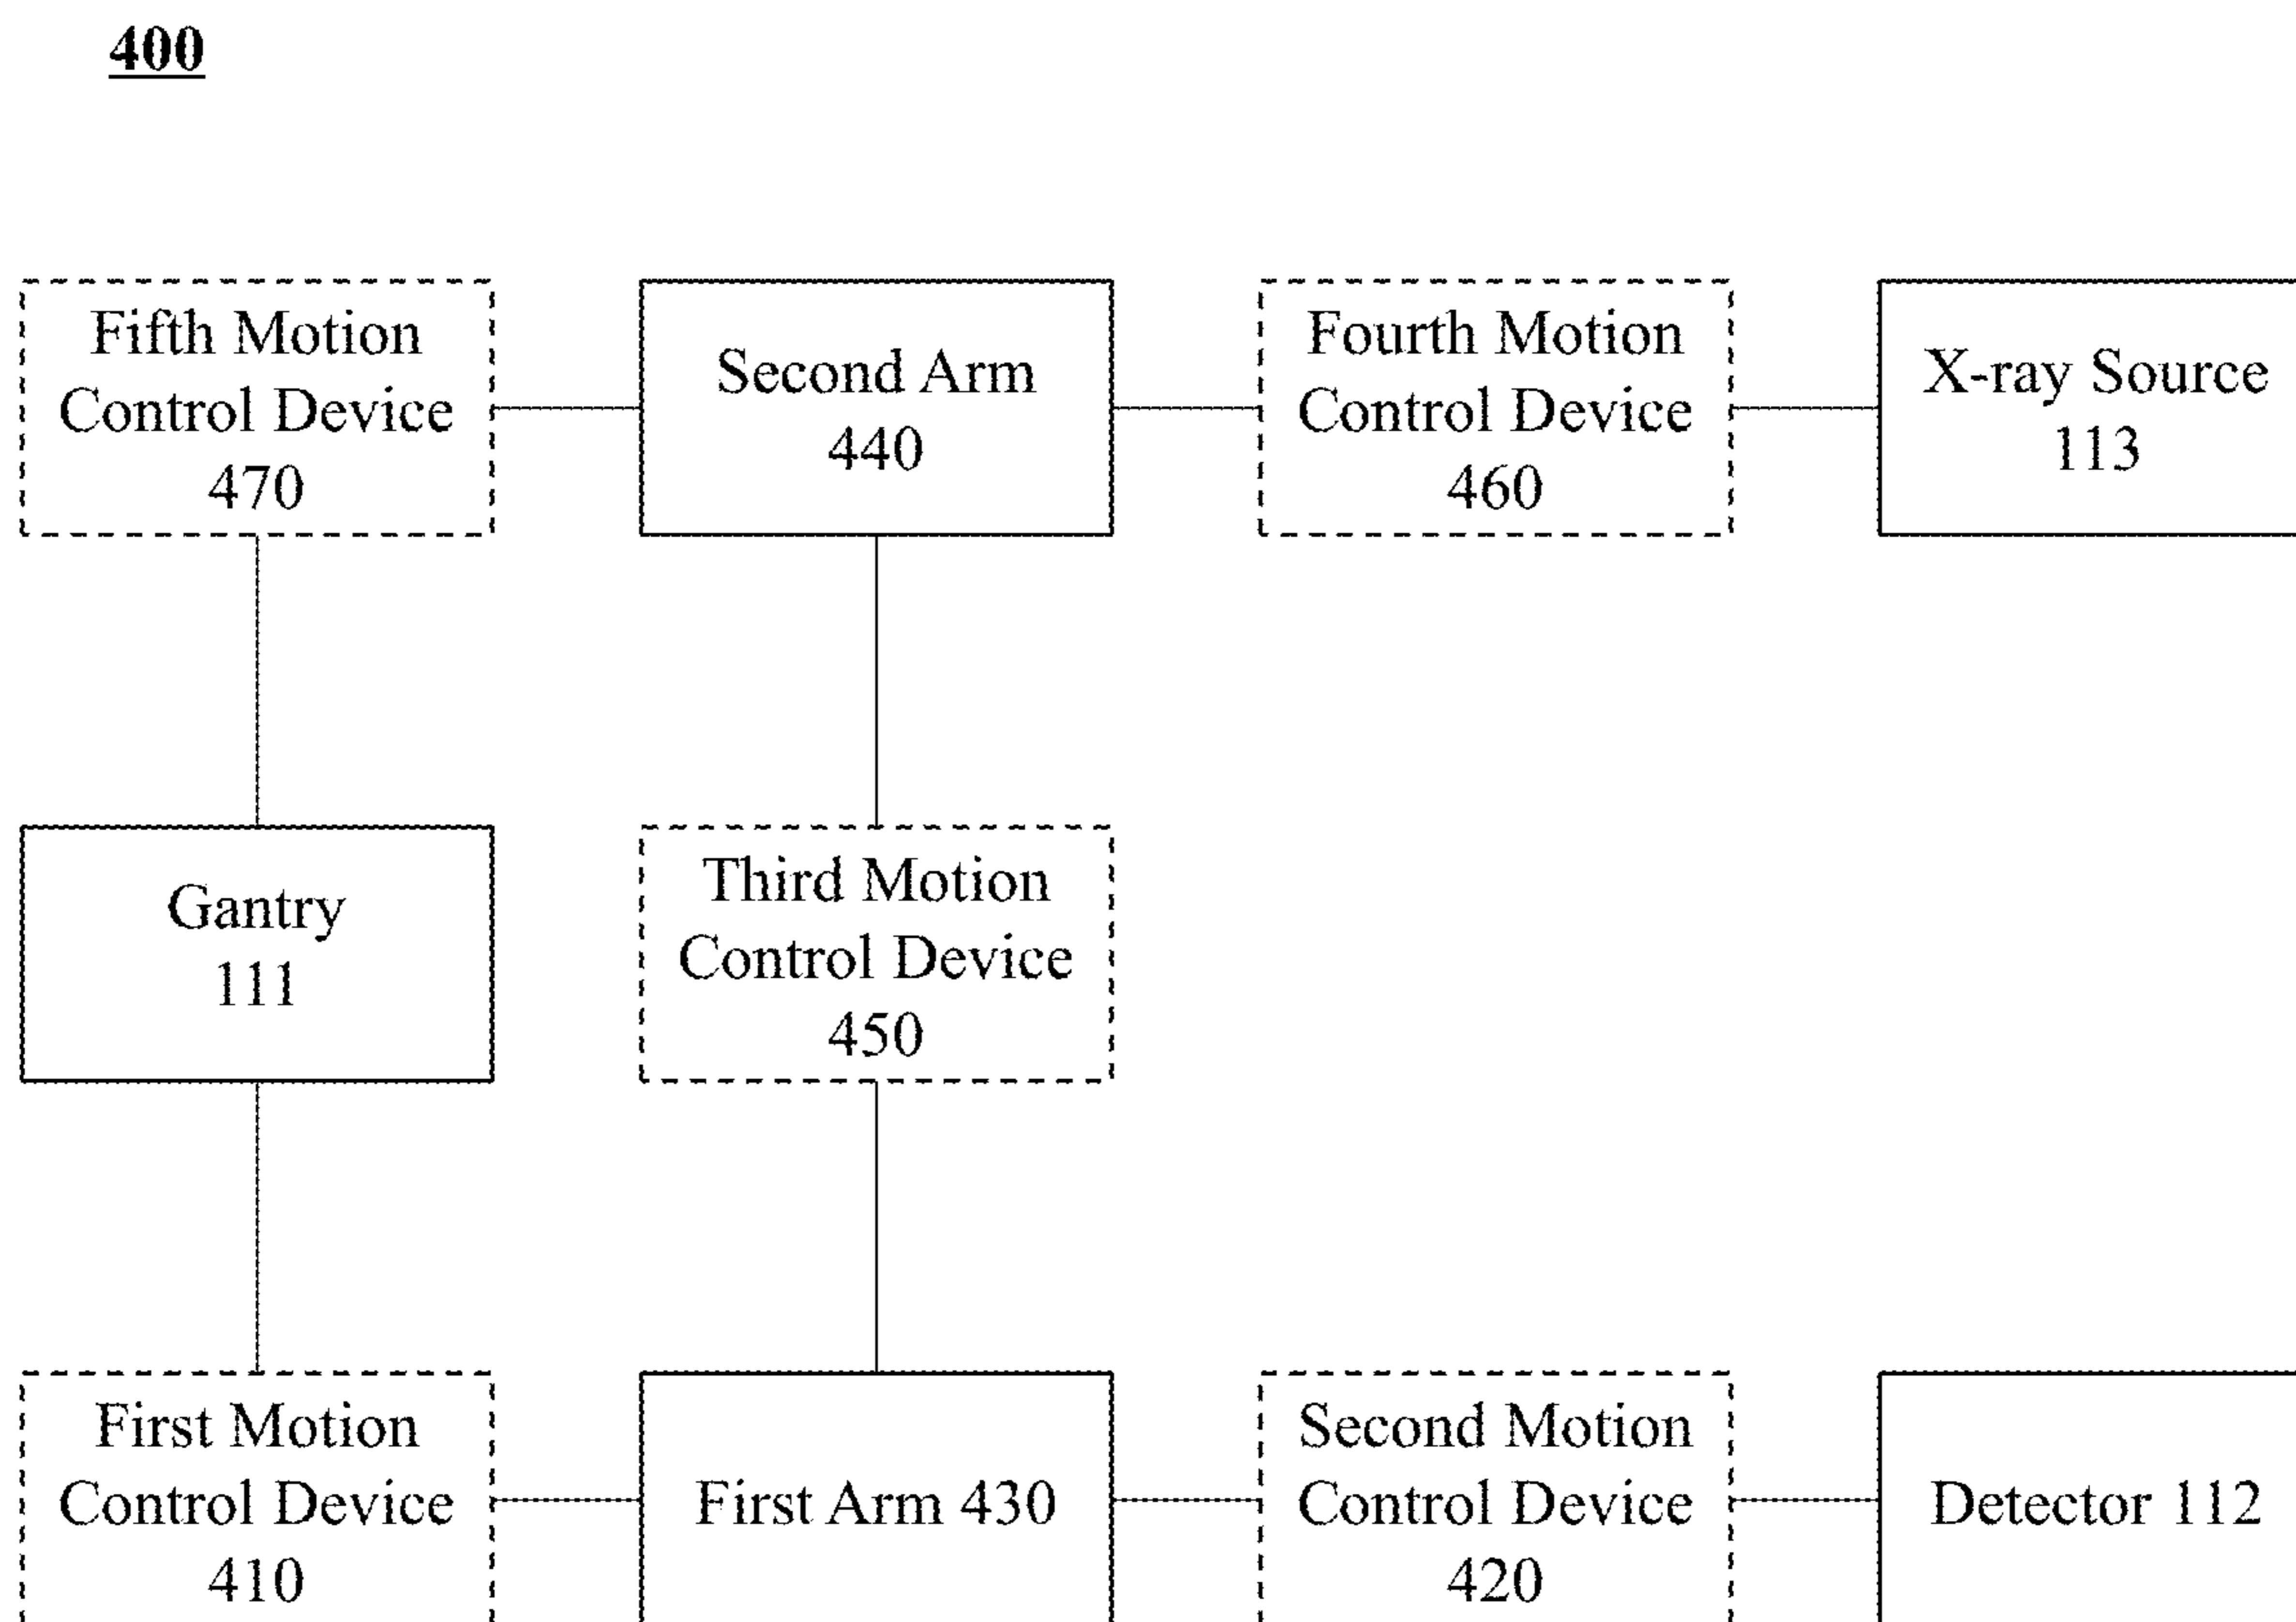 400
Fifth Motion
Control Device
470
Second Arm
440
Fourth Motion
Control Device
460
X-ray Source
113
Gantry
111
Third Motion
Control Device
450
First Motion
Control Device
410
First Arm 430
Second Motion
Control Device
420
Detector 112